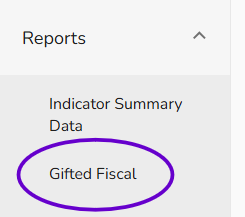 Reports
Indicator Summary
Data
Gifted Fiscal